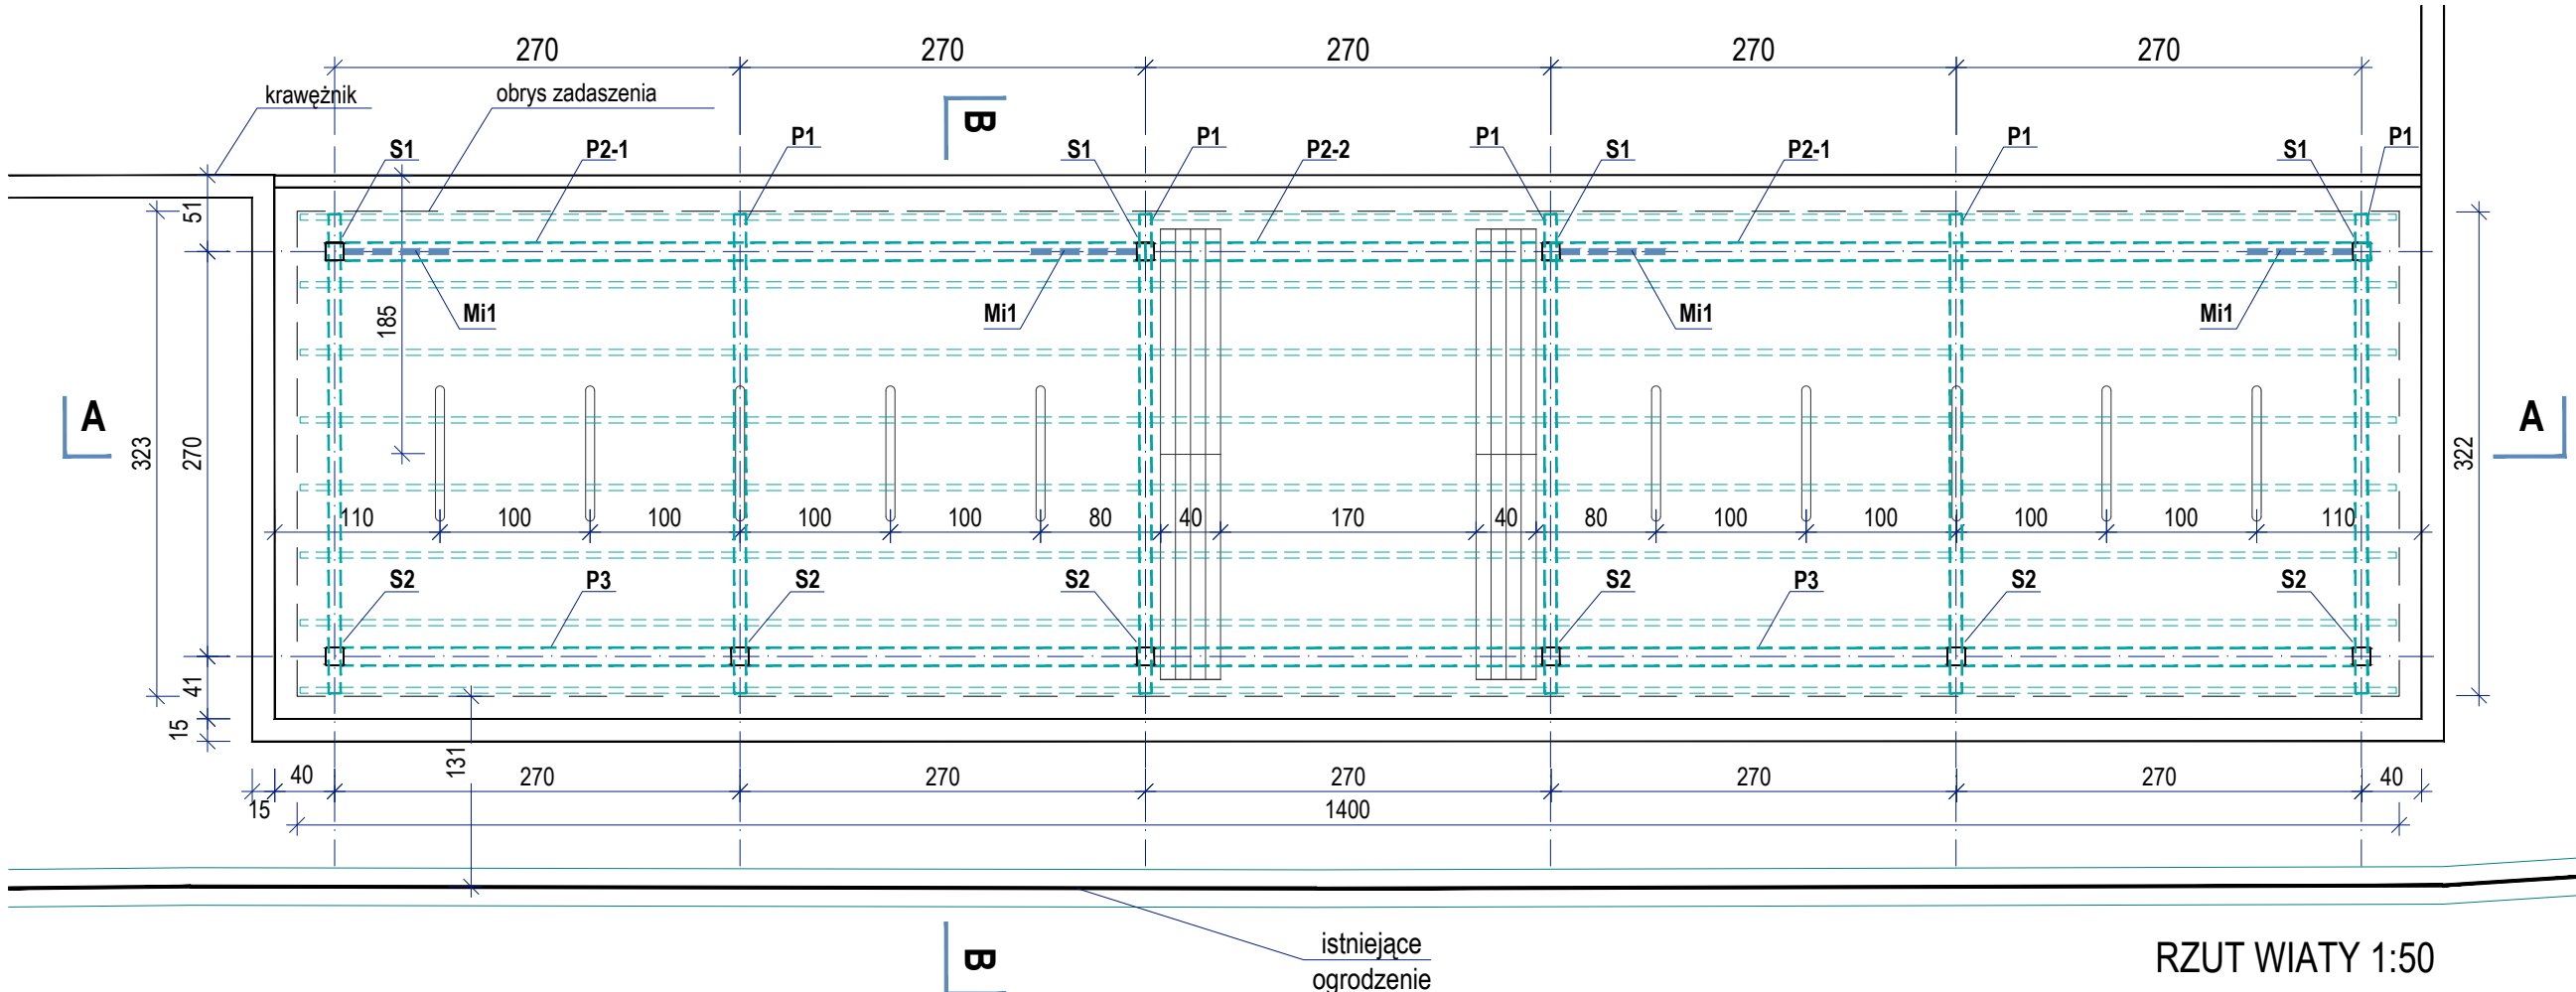 270 270 270 270 270
krawężnik obrys zadaszenia B
S1 P2-1 P1 S1 P1 P2-2 P1 S1 P2-1 P1 S1 P1
51
Mi1 Mi1 Mi1 Mi1
185
A A
323 270 322
110 100 100 100 100 80 40 170 40 80 100 100 100 100 110
S2 P3 S2 S2 S2 P3 S2 S2
41
15
131
40 270 270 270 270 270 40
15 1400
istniejące
ogrodzenie
B
RZUT WIATY 1:50